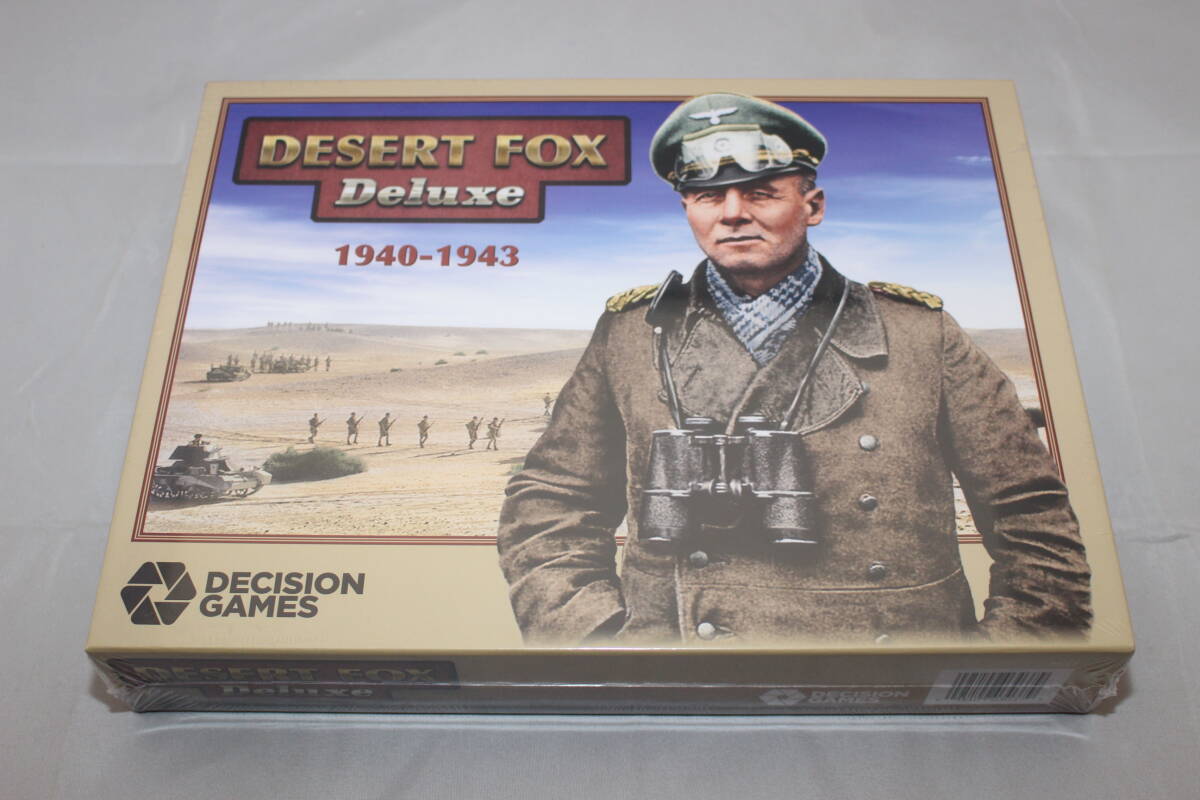 DESERT FOX
Deluxe
1940-1943
DECISION
GAMES
DESERT FOX
Deluxe
DECISION
GAMES